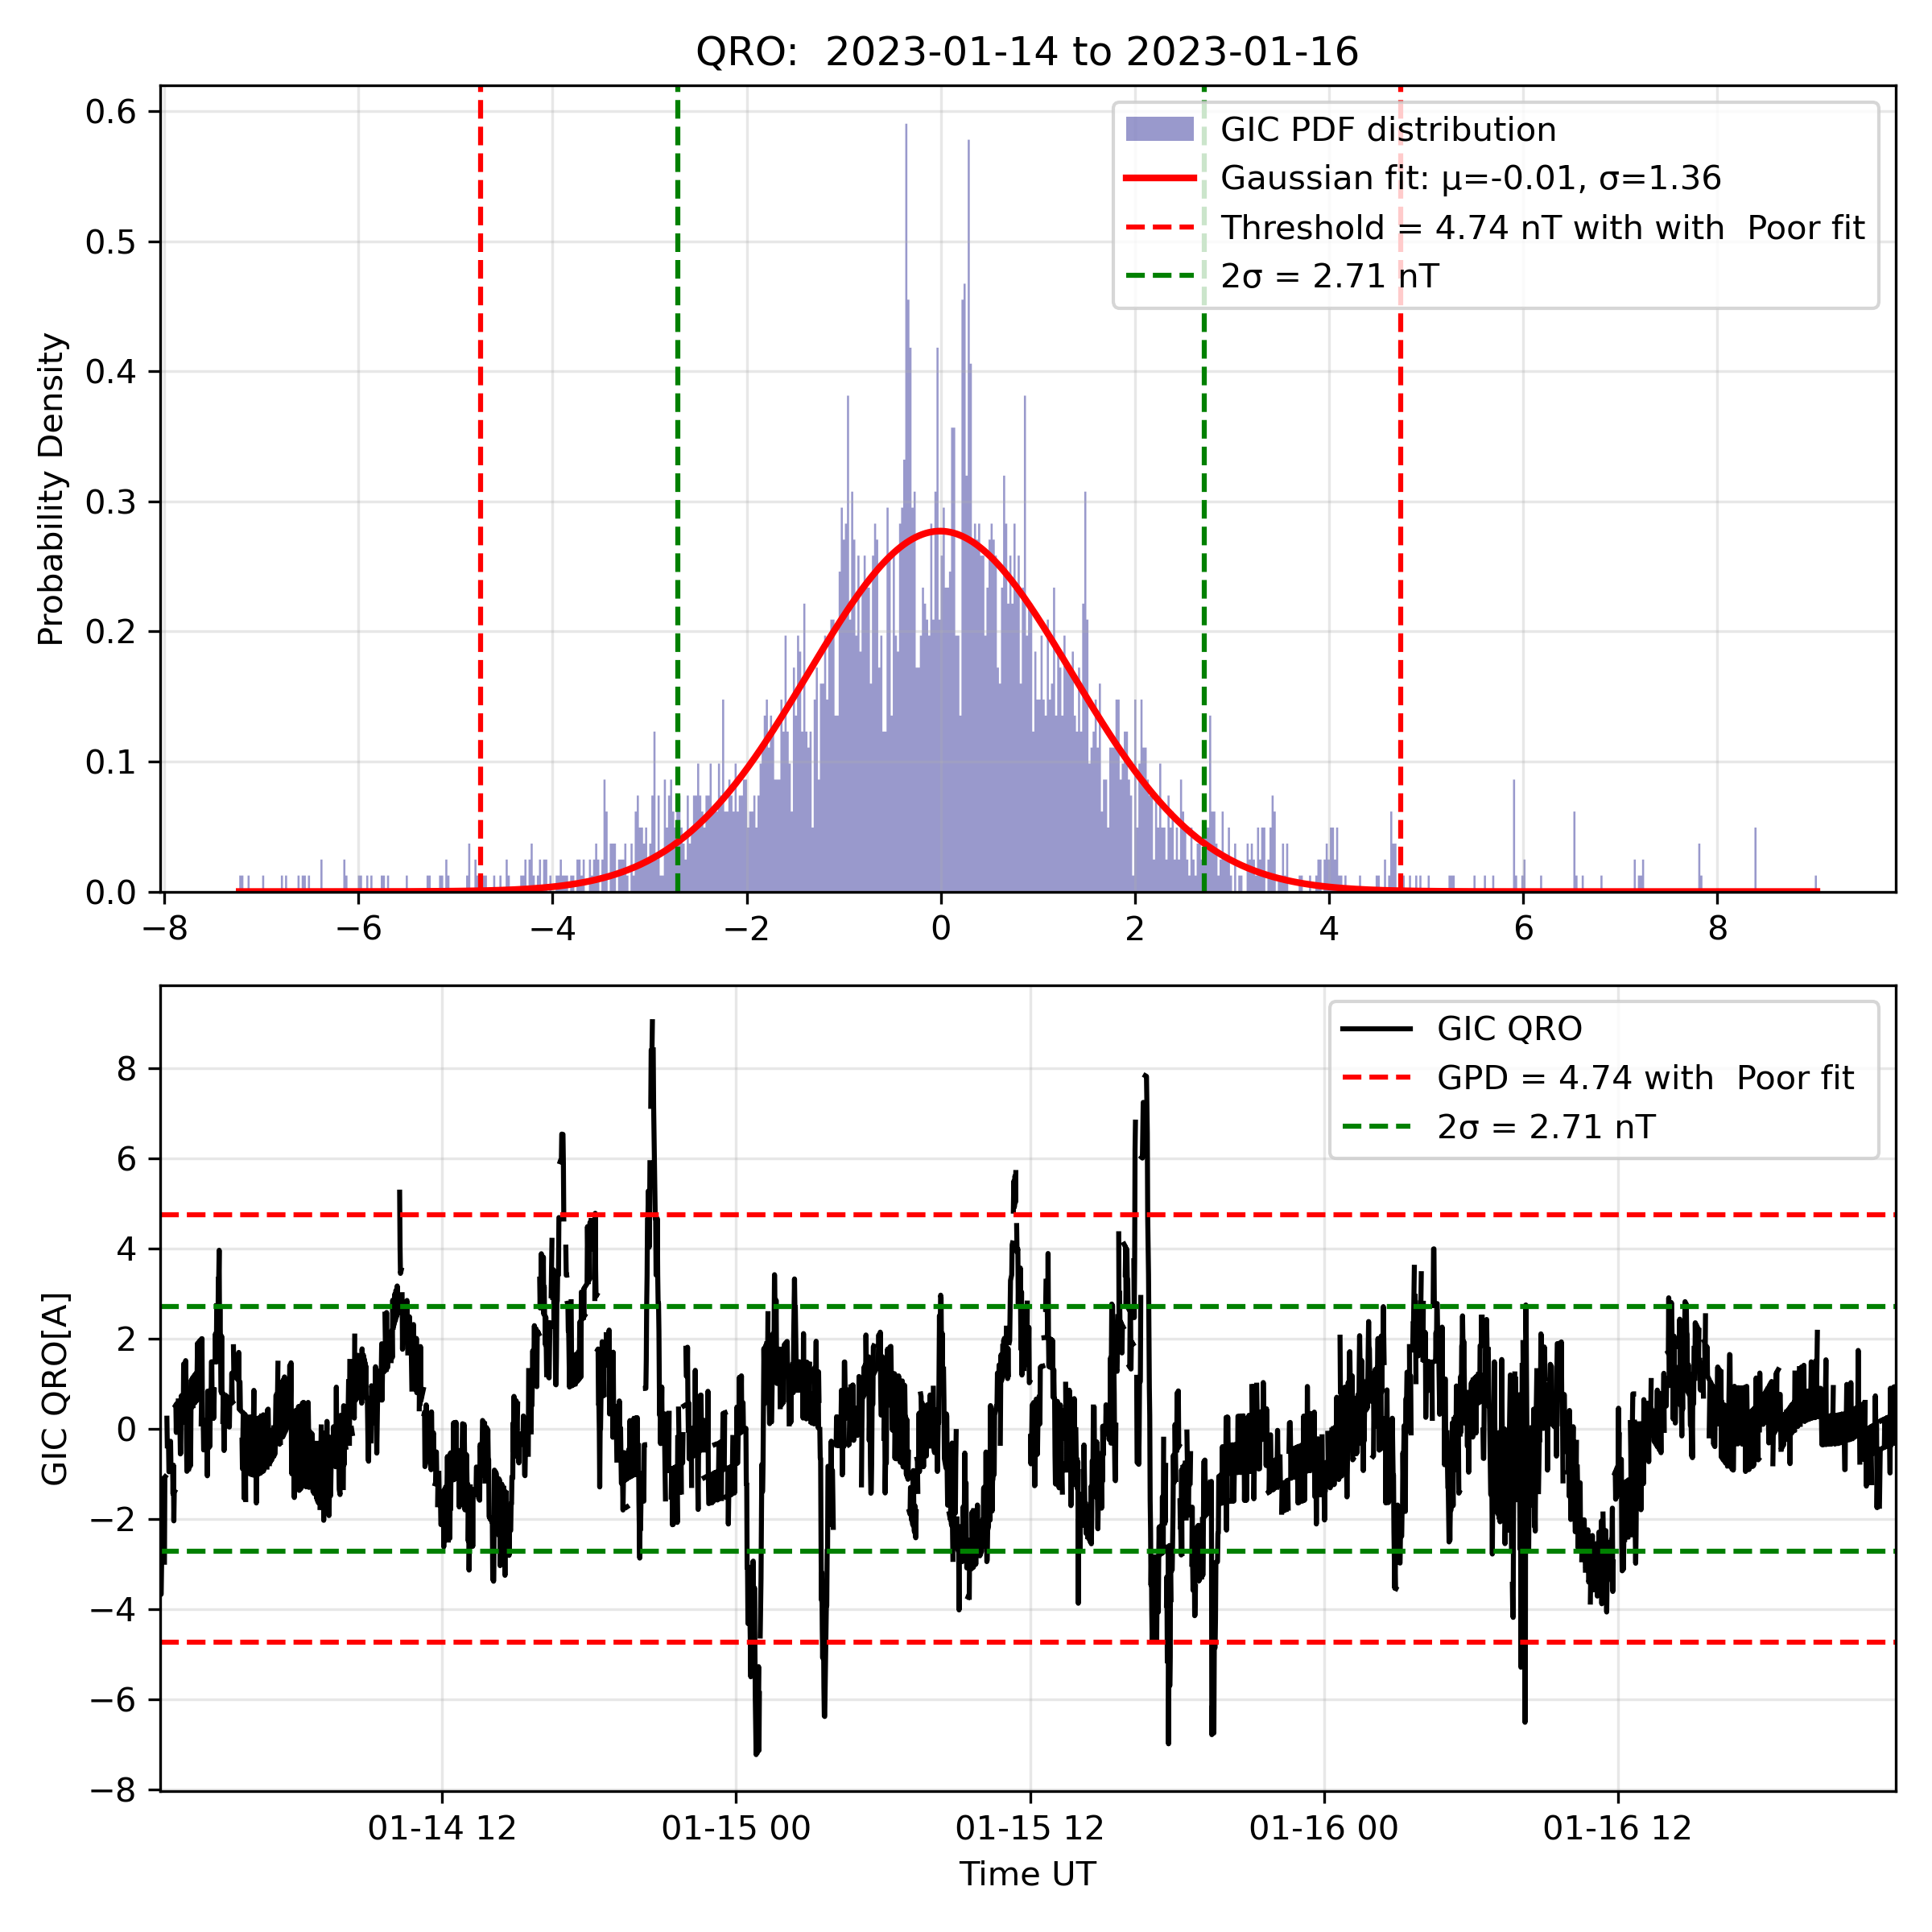 QRO:  2023-01-14 to 2023-01-16
Probability Density
0.6
0.5
0.4
0.3
0.2
0.1
0.0
GIC PDF distribution
Gaussian fit: μ=-0.01, σ=1.36
Threshold = 4.74 nT with with  Poor fit
2σ = 2.71 nT
−8 −6 −4 −2 0 2 4 6 8
GIC QRO[A]
8
6
4
2
0
−2
−4
−6
−8
GIC QRO
GPD = 4.74 with  Poor fit
2σ = 2.71 nT
01-14 12 01-15 00 01-15 12 01-16 00 01-16 12
Time UT